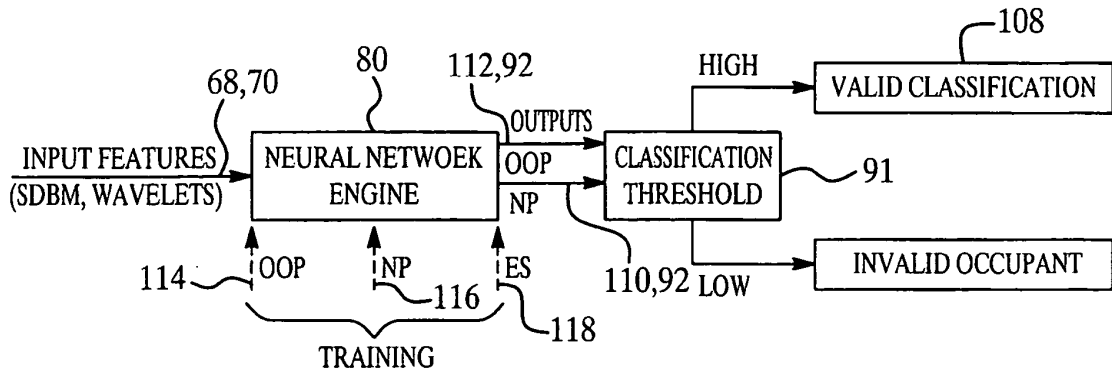 108
80
112,92
68,70
HIGH
VALID CLASSIFICATION
OUTPUTS
INPUT FEATURES
(SDBM, WAVELETS)
NEURAL NETWOEK
ENGINE
OOP
NP
CLASSIFICATION
THRESHOLD
91
OOP
NP
ES
114
116
118
110,92
LOW
INVALID OCCUPANT
TRAINING